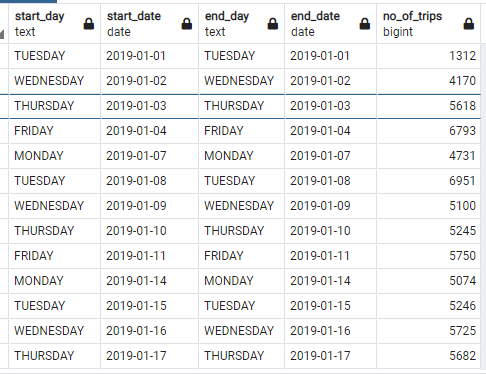 start_day start_date end_day end_date no_of_trips
text date text date bigint
TUESDAY 2019-01-01 TUESDAY 2019-01-01 1312
WEDNESDAY 2019-01-02 WEDNESDAY 2019-01-02 4170
THURSDAY 2019-01-03 THURSDAY 2019-01-03 5618
FRIDAY 2019-01-04 FRIDAY 2019-01-04 6793
MONDAY 2019-01-07 MONDAY 2019-01-07 4731
TUESDAY 2019-01-08 TUESDAY 2019-01-08 6951
WEDNESDAY 2019-01-09 WEDNESDAY 2019-01-09 5100
THURSDAY 2019-01-10 THURSDAY 2019-01-10 5245
FRIDAY 2019-01-11 FRIDAY 2019-01-11 5750
MONDAY 2019-01-14 MONDAY 2019-01-14 5074
TUESDAY 2019-01-15 TUESDAY 2019-01-15 5246
WEDNESDAY 2019-01-16 WEDNESDAY 2019-01-16 5725
THURSDAY 2019-01-17 THURSDAY 2019-01-17 5682